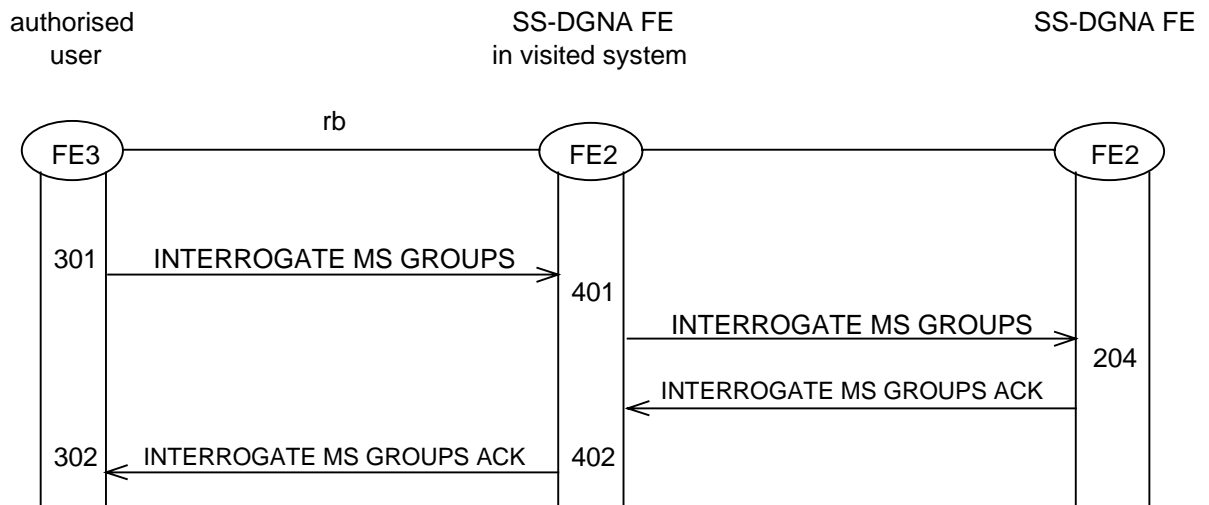 authorised
user
SS-DGNA FE
in visited system
SS-DGNA FE
rb
FE3
FE2
FE2
301
INTERROGATE MS GROUPS
401
INTERROGATE MS GROUPS
204
INTERROGATE MS GROUPS ACK
302
INTERROGATE MS GROUPS ACK
402